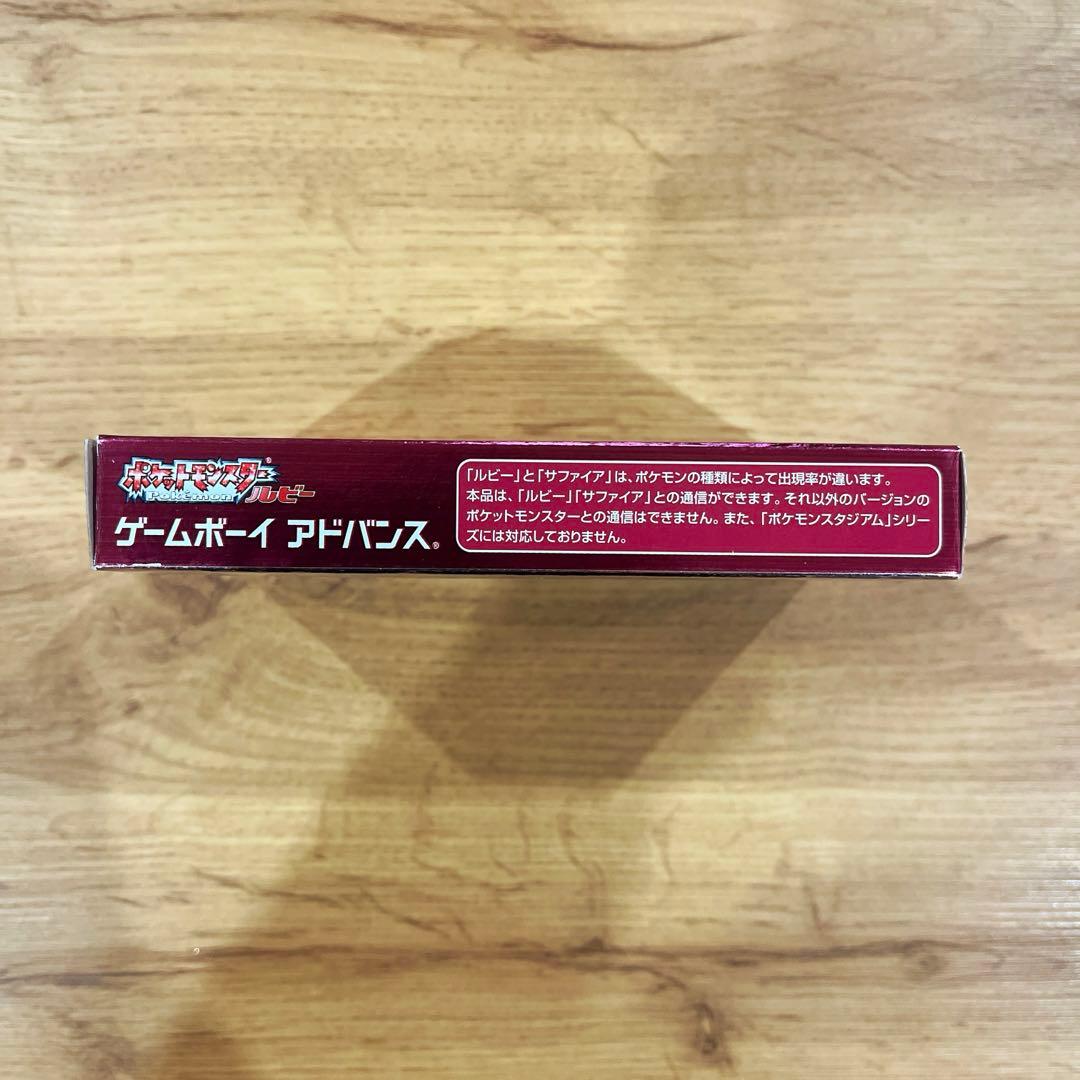 ポケットモンスター®
Pokémon ルビー
ゲームボーイ アドバンス®
「ルビー」と「サファイア」は、ポケモンの種類によって出現率が違います。
本品は、「ルビー」「サファイア」との通信ができます。それ以外のバージョンの
ポケットモンスターとの通信はできません。また、「ポケモンスタジアム」シリー
ズには対応しておりません。